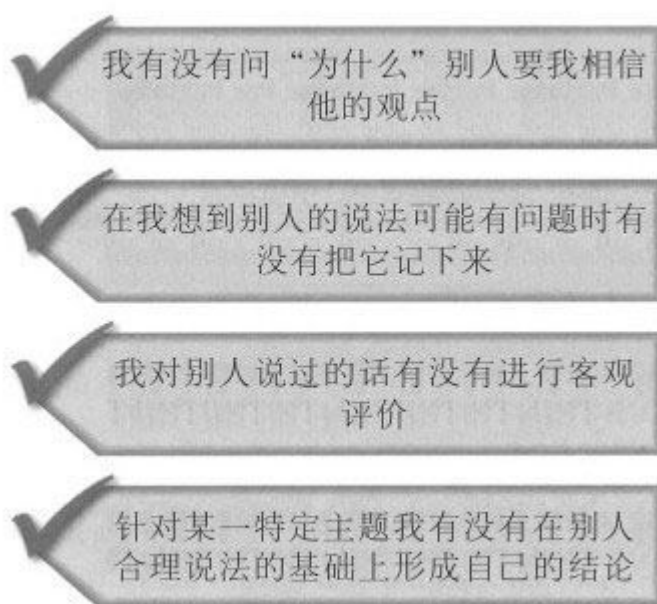 我有没有问“为什么”别人要我相信
他的观点
在我想到别人的说法可能有问题时有
没有把它记下来
我对别人说过的话有没有进行客观
评价
针对某一特定主题我有没有在别人
合理说法的基础上形成自己的结论